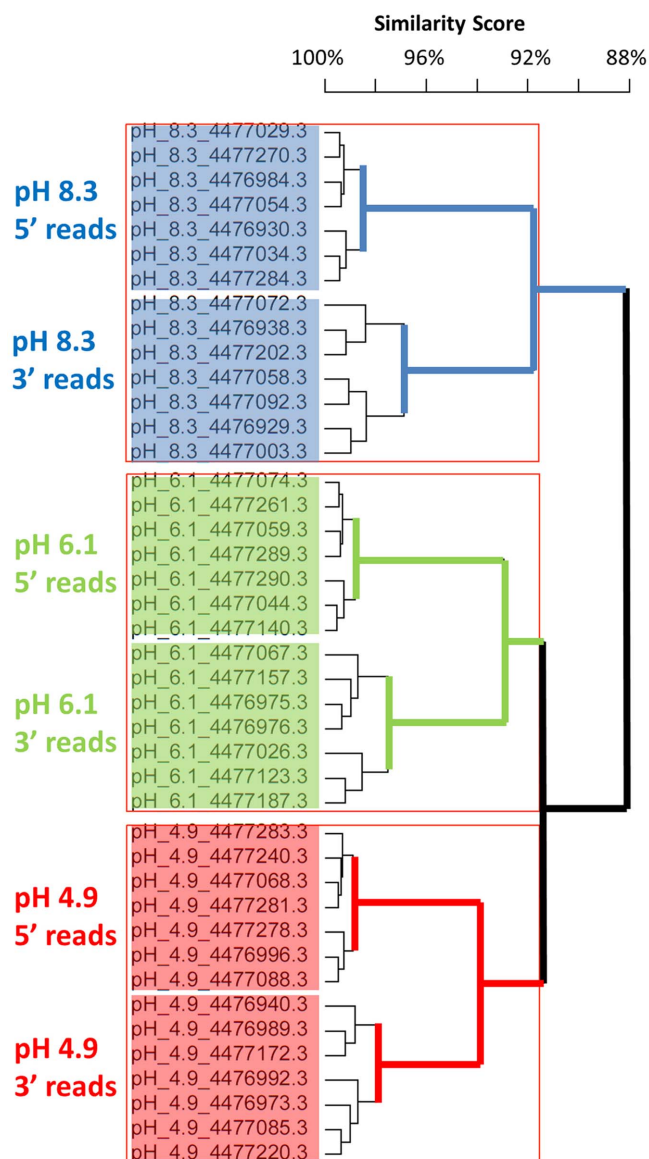 Similarity Score
100% 96% 92% 88%
pH 8.3
5’ reads
pH_8.3_4477029.3
pH_8.3_4477270.3
pH_8.3_4476984.3
pH_8.3_4477054.3
pH_8.3_4476930.3
pH_8.3_4477034.3
pH_8.3_4477284.3
pH 8.3
3’ reads
pH_8.3_4477072.3
pH_8.3_4476938.3
pH_8.3_4477202.3
pH_8.3_4477058.3
pH_8.3_4477092.3
pH_8.3_4476929.3
pH_8.3_4477003.3
pH 6.1
5’ reads
pH_6.1_4477074.3
pH_6.1_4477261.3
pH_6.1_4477059.3
pH_6.1_4477289.3
pH_6.1_4477290.3
pH_6.1_4477044.3
pH_6.1_4477140.3
pH 6.1
3’ reads
pH_6.1_4477067.3
pH_6.1_4477157.3
pH_6.1_4476975.3
pH_6.1_4476976.3
pH_6.1_4477026.3
pH_6.1_4477123.3
pH_6.1_4477187.3
pH 4.9
5’ reads
pH_4.9_4477283.3
pH_4.9_4477240.3
pH_4.9_4477068.3
pH_4.9_4477281.3
pH_4.9_4477278.3
pH_4.9_4476996.3
pH_4.9_4477088.3
pH 4.9
3’ reads
pH_4.9_4476940.3
pH_4.9_4476989.3
pH_4.9_4477172.3
pH_4.9_4476992.3
pH_4.9_4476973.3
pH_4.9_4477085.3
pH_4.9_4477220.3